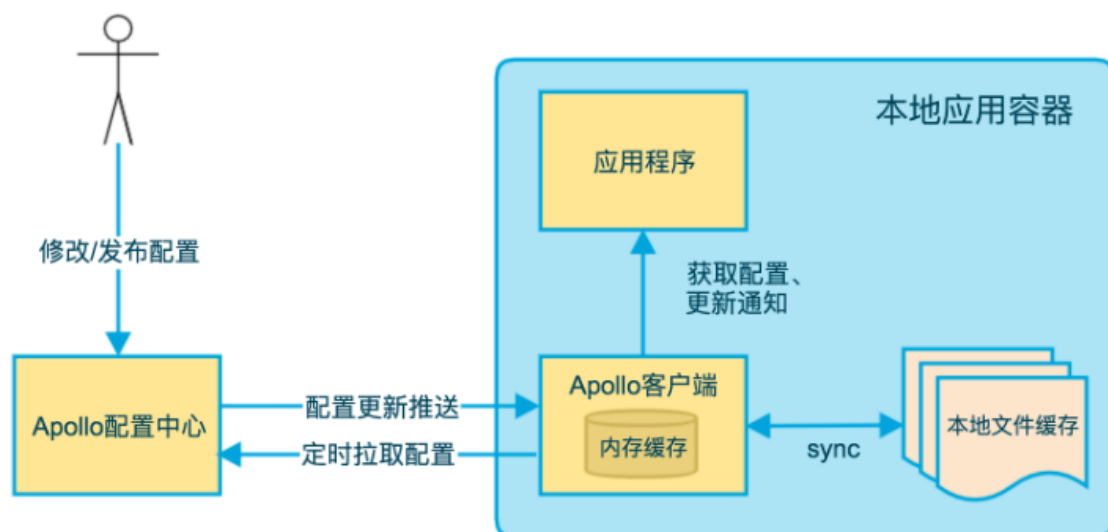 本地应用容器
应用程序
修改/发布配置
获取配置、
更新通知
Apollo配置中心
配置更新推送
定时拉取配置
Apollo客户端
内存缓存
sync
本地文件缓存